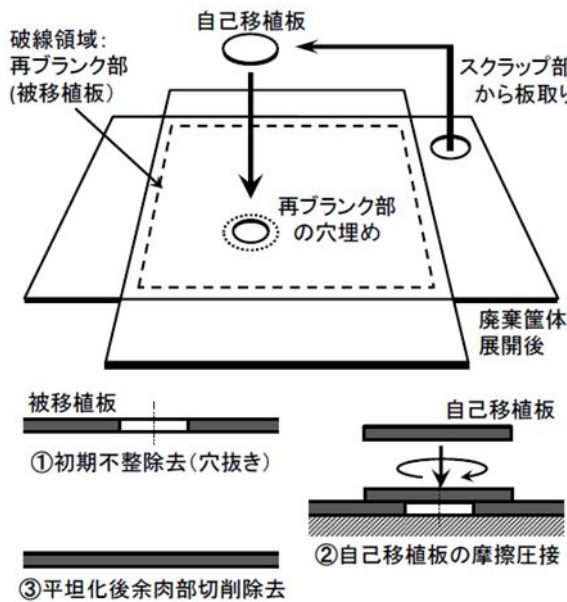 自己移植板
破線領域:
再ブランク部
(被移植板)
スクラップ部
から板取り
再ブランク部
の穴埋め
廃棄筐体
展開後
被移植板
①初期不整除去(穴抜き)
自己移植板
②自己移植板の摩擦圧接
③平坦化後余肉部切削除去